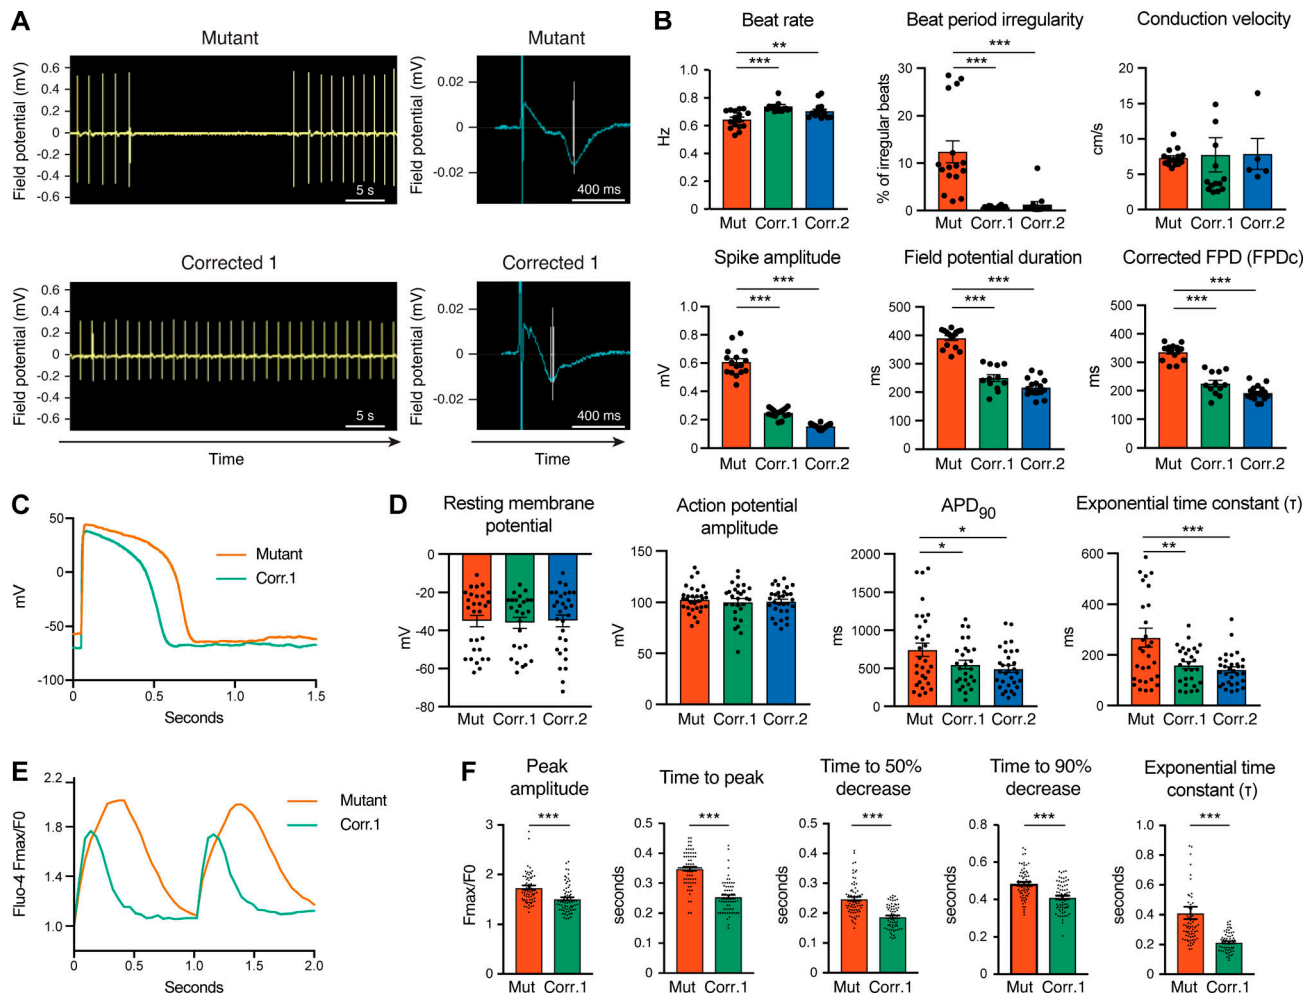 A
Mutant
Field potential (mV)
0.6
0.4
0.2
0
-0.2
-0.4
-0.6
5 s
Mutant
Field potential (mV)
0.02
0
-0.02
400 ms
Corrected 1
Field potential (mV)
0.6
0.4
0.2
0
-0.2
-0.4
-0.6
5 s
Time
Corrected 1
Field potential (mV)
0.02
0
-0.02
400 ms
Time
B
Beat rate
**
***
Hz
1.0
0.8
0.6
0.4
0.2
0
Mut Corr.1 Corr.2
Beat period irregularity
***
***
% of irregular beats
30
20
10
0
Mut Corr.1 Corr.2
Conduction velocity
cm/s
20
15
10
5
0
Mut Corr.1 Corr.2
Spike amplitude
***
***
mV
1.0
0.8
0.6
0.4
0.2
0
Mut Corr.1 Corr.2
Field potential duration
***
***
ms
500
400
300
200
100
0
Mut Corr.1 Corr.2
Corrected FPD (FPDc)
***
***
ms
500
400
300
200
100
0
Mut Corr.1 Corr.2
C
mV
50
0
-50
-100
Mutant
Corr.1
0 0.5 1.0 1.5
Seconds
D
Resting membrane
potential
mV
0
-20
-40
-60
-80
Mut Corr.1 Corr.2
Action potential
amplitude
mV
150
100
50
0
Mut Corr.1 Corr.2
APD90
*
*
ms
2000
1500
1000
500
0
Mut Corr.1 Corr.2
Exponential time constant (τ)
***
**
ms
600
400
200
0
Mut Corr.1 Corr.2
E
Fluo-4 Fmax/F0
2.2
1.8
1.4
1.0
Mutant
Corr.1
0 0.5 1.0 1.5 2.0
Seconds
F
Peak
amplitude
***
Fmax/F0
3
2
1
0
Mut Corr.1
Time to peak
***
seconds
0.5
0.4
0.3
0.2
0.1
0
Mut Corr.1
Time to 50%
decrease
***
seconds
0.5
0.4
0.3
0.2
0.1
0
Mut Corr.1
Time to 90%
decrease
***
seconds
0.8
0.6
0.4
0.2
0
Mut Corr.1
Exponential time
constant (τ)
***
seconds
1.0
0.8
0.6
0.4
0.2
0
Mut Corr.1